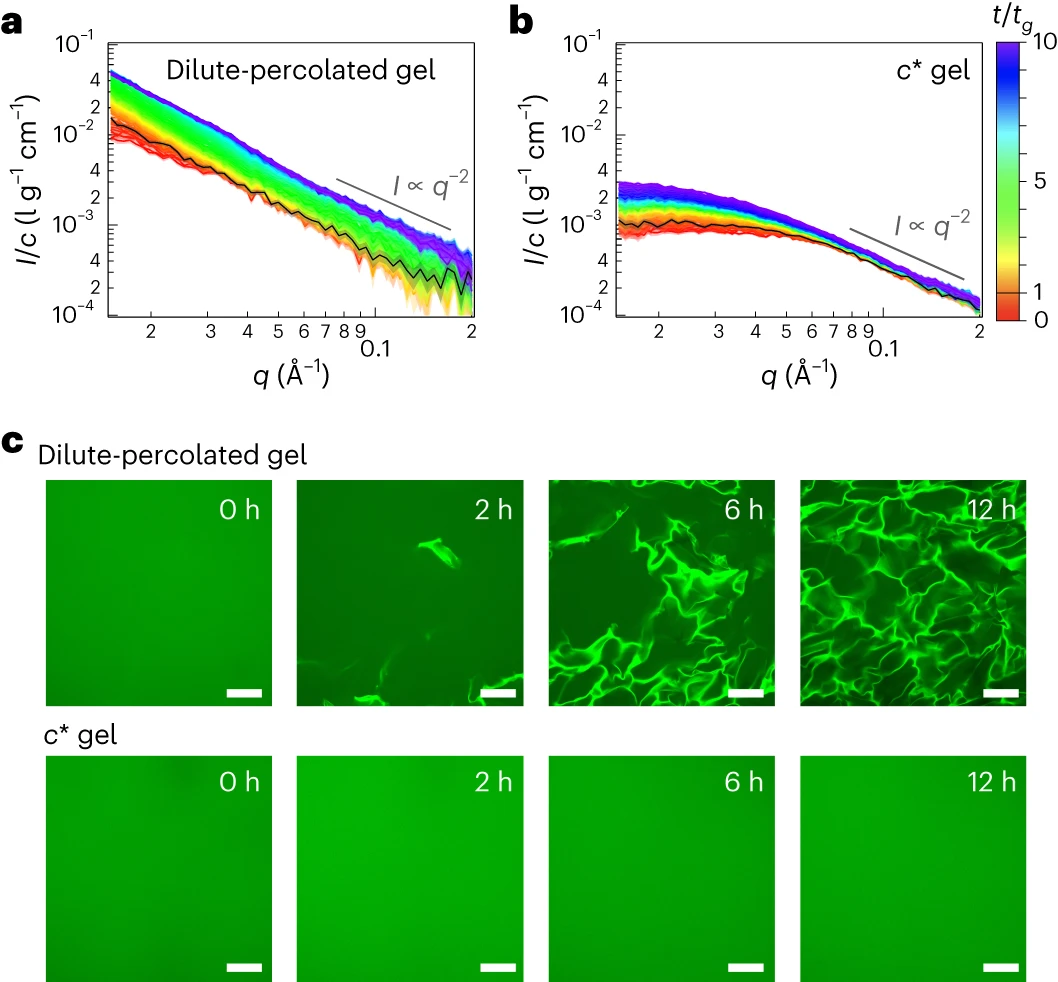 a
10⁻¹
4
2
10⁻²
4
2
10⁻³
4
2
10⁻⁴
I/c (l g⁻¹ cm⁻¹)
Dilute-percolated gel
I ∝ q⁻²
2 3 4 5 6 7 8 9 2
0.1
q (Å⁻¹)
b
10⁻¹
4
2
10⁻²
4
2
10⁻³
4
2
10⁻⁴
I/c (l g⁻¹ cm⁻¹)
c* gel
I ∝ q⁻²
2 3 4 5 6 7 8 9 2
0.1
q (Å⁻¹)
t/tg
10
5
1
0
c
Dilute-percolated gel
0 h 2 h 6 h 12 h
c* gel
0 h 2 h 6 h 12 h